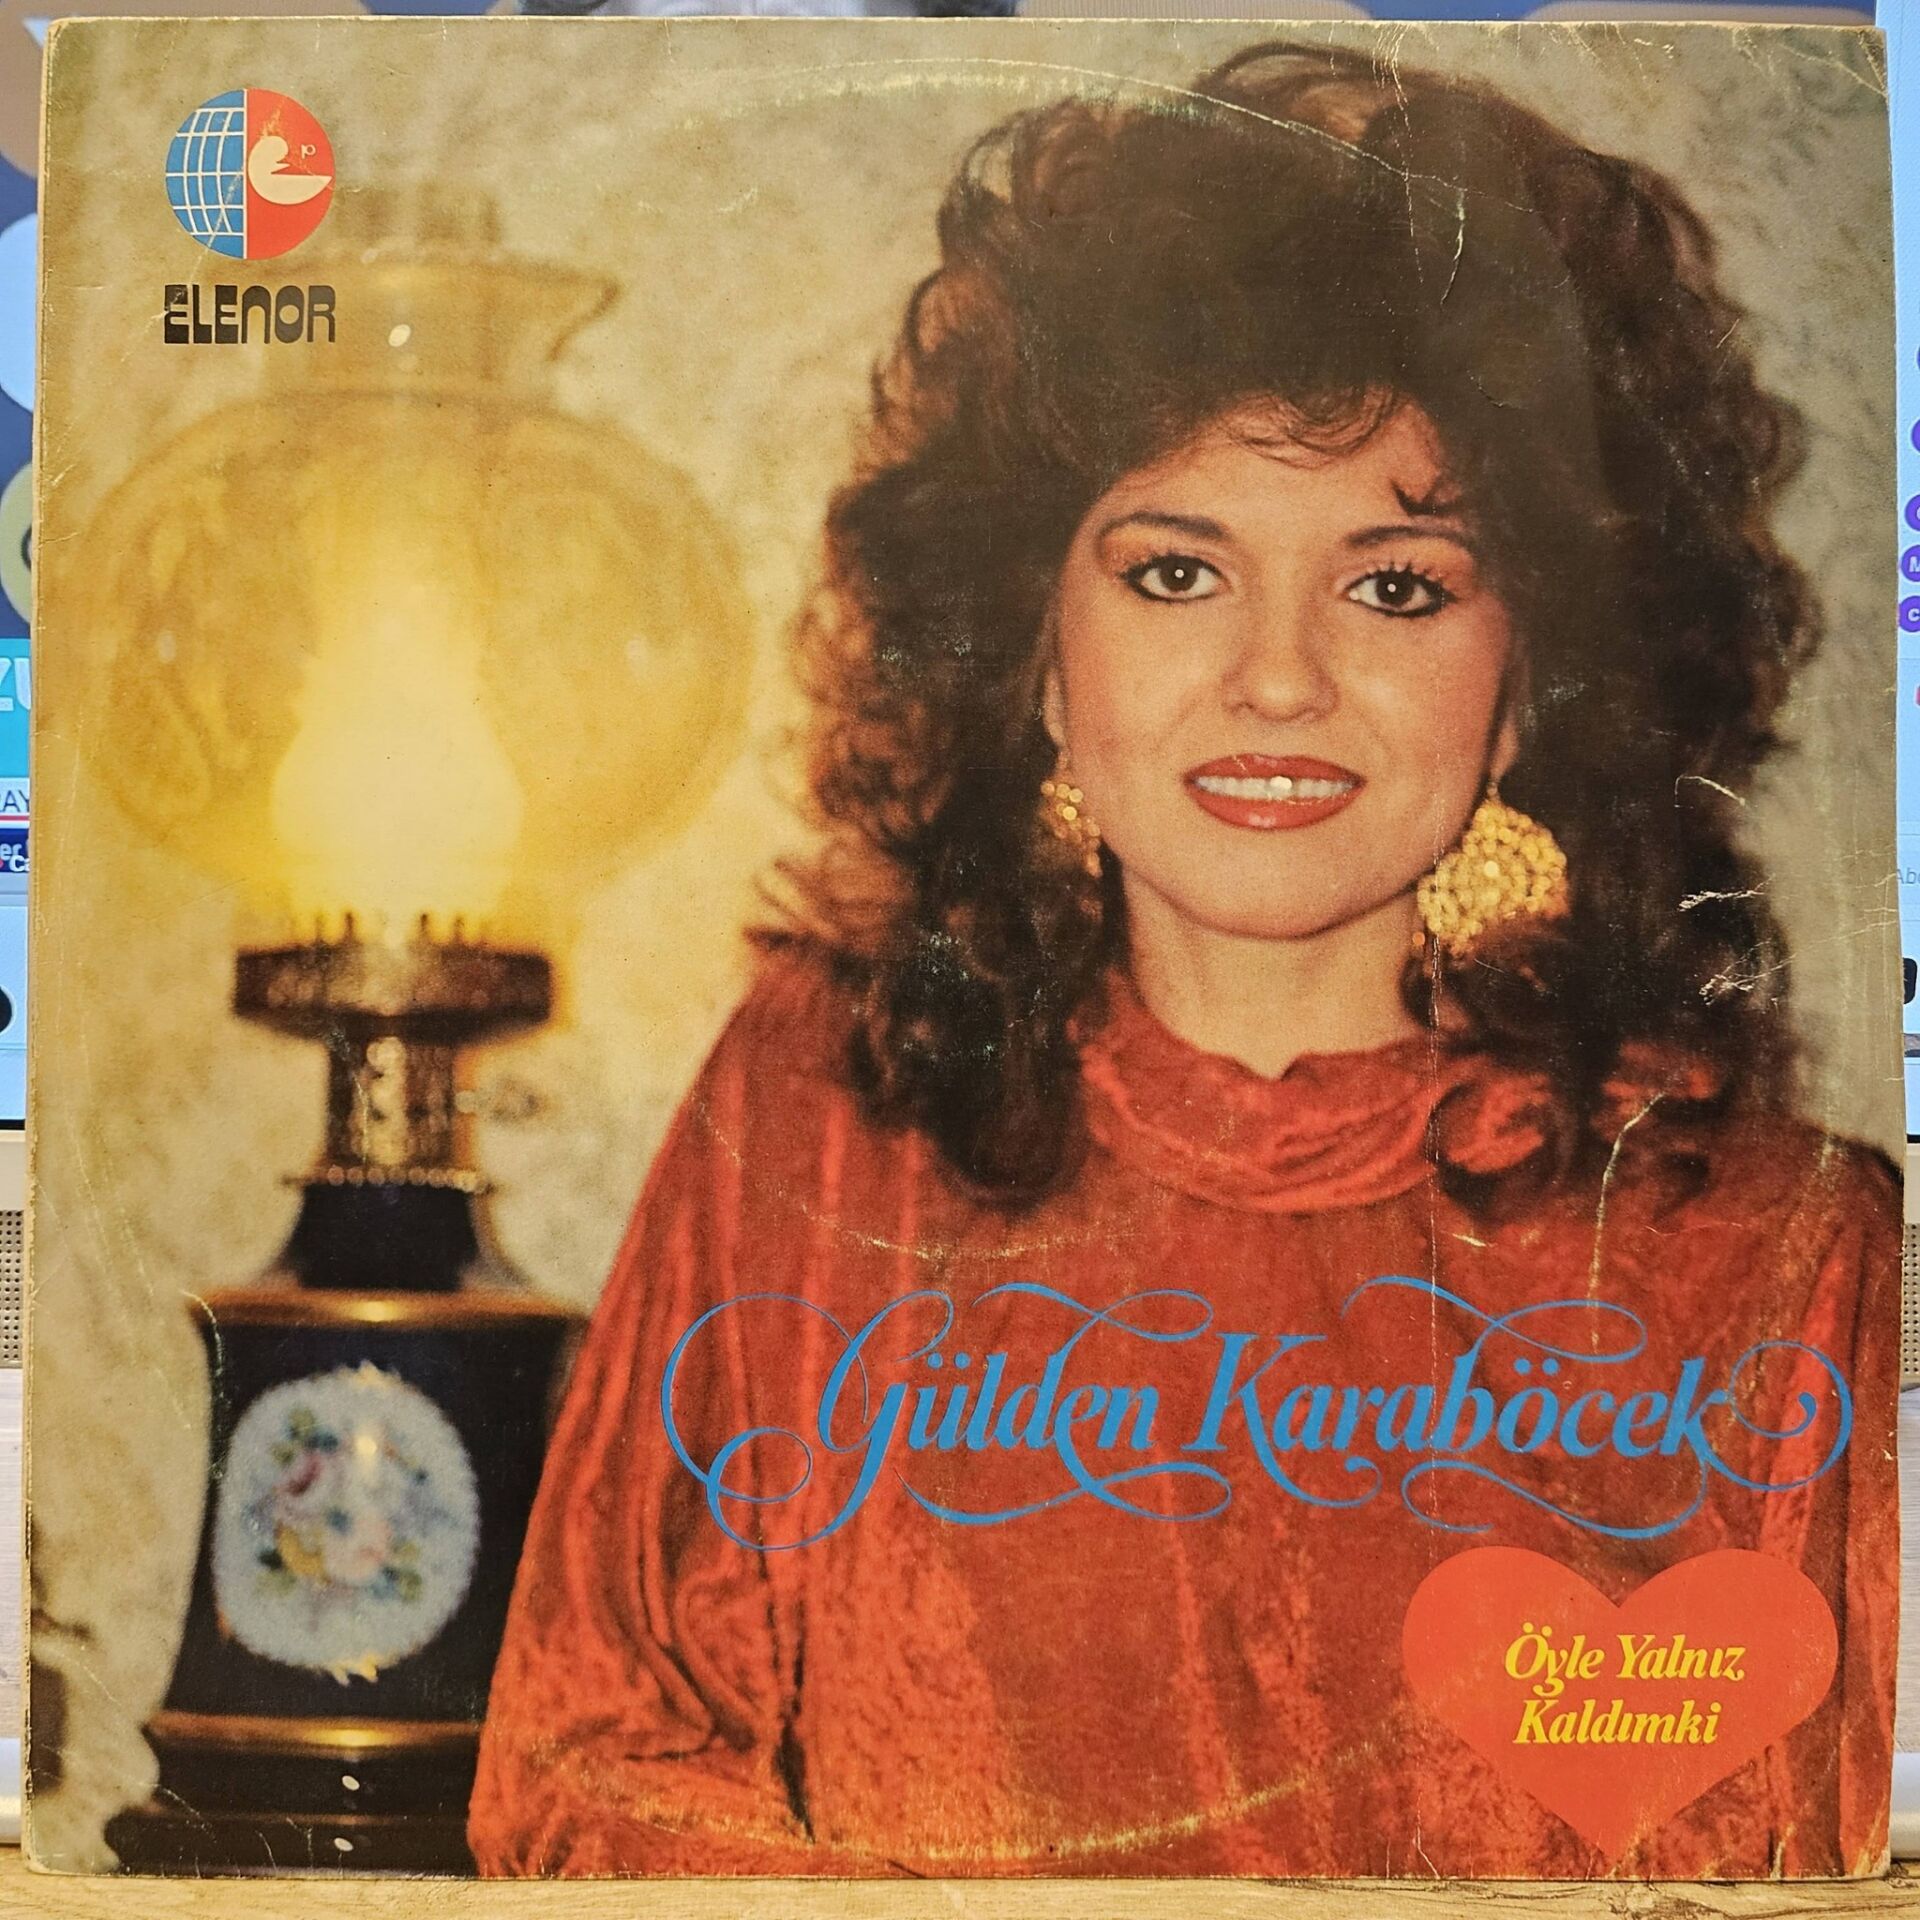 ELENOR
Gülden Karaböcek
Öyle Yalnız
Kaldımki